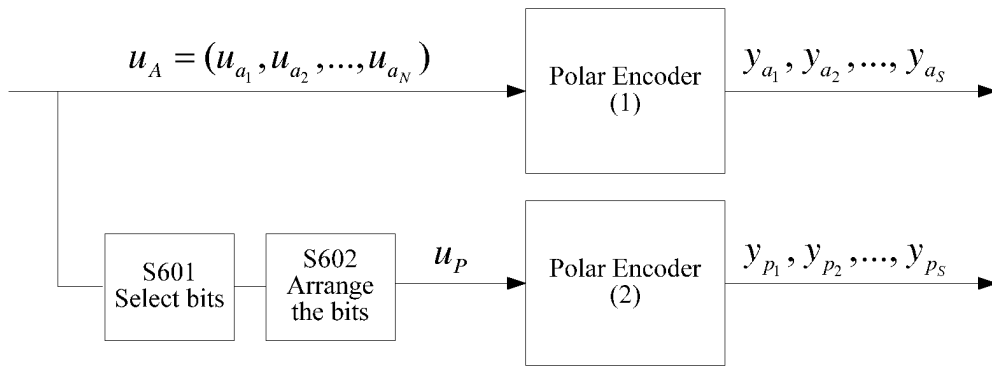 u_A = (u_{a_1}, u_{a_2}, ..., u_{a_N})
Polar Encoder
(1)
y_{a_1}, y_{a_2}, ..., y_{a_S}
S601
Select bits
S602
Arrange
the bits
u_P
Polar Encoder
(2)
y_{p_1}, y_{p_2}, ..., y_{p_S}